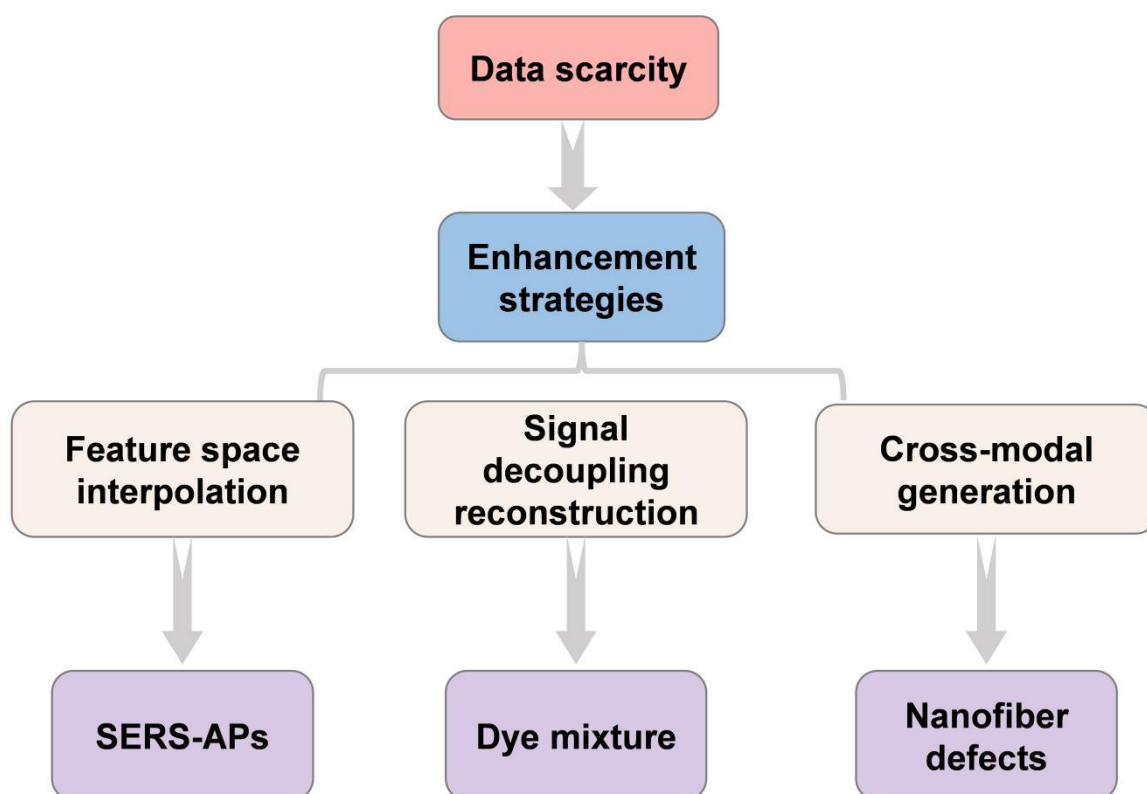 Data scarcity
Enhancement
strategies
Feature space
interpolation
Signal
decoupling
reconstruction
Cross-modal
generation
SERS-APs
Dye mixture
Nanofiber
defects